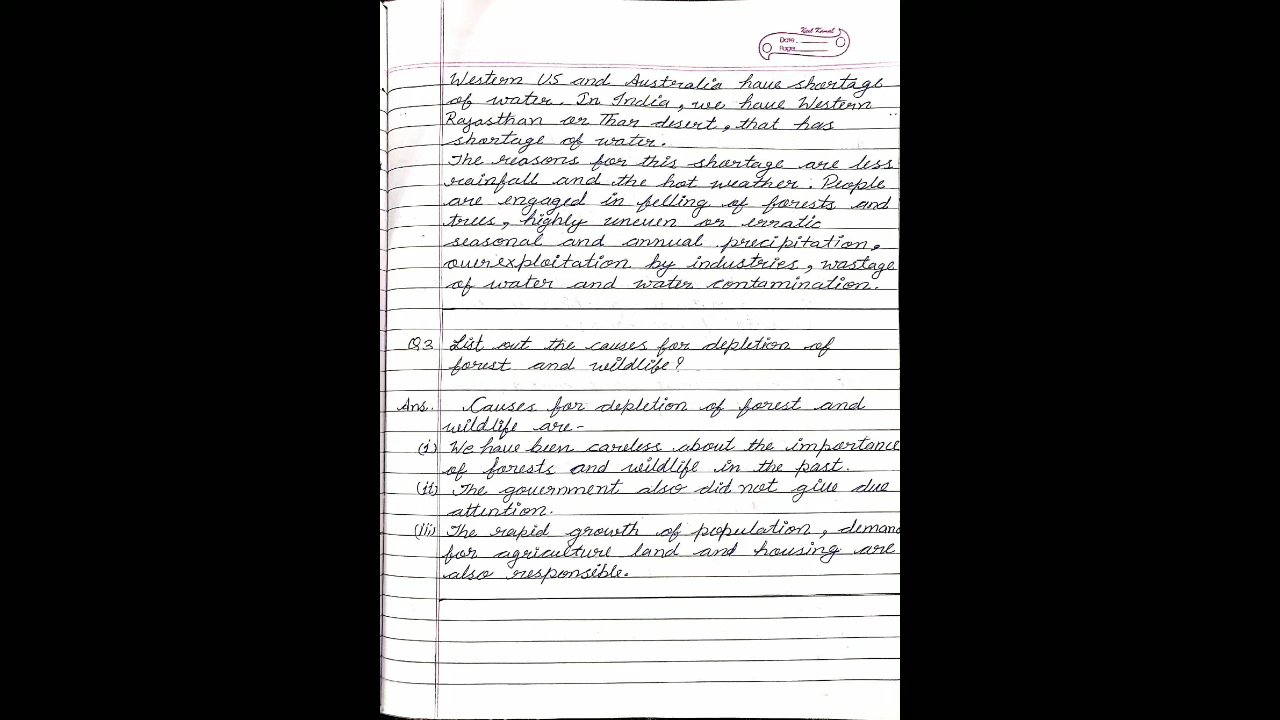 Neel Kamal
Date
Page
Western US and Australia have shortage
of water. In India, we have Western
Rajasthan or Thar desert, that has
shortage of water.
The reasons for this shortage are less
rainfall and the hot weather. People
are engaged in felling of forests and
trees, highly uneven or erratic
seasonal and annual precipitation,
overexploitation by industries, wastage
of water and water contamination.
Q3 List out the causes for depletion of
forest and wildlife?
Ans. Causes for depletion of forest and
wildlife are-
(i) We have been careless about the importance
of forests and wildlife in the past.
(ii) The government also did not give due
attention.
(iii) The rapid growth of population, deman
for agriculture land and housing are
also responsible.